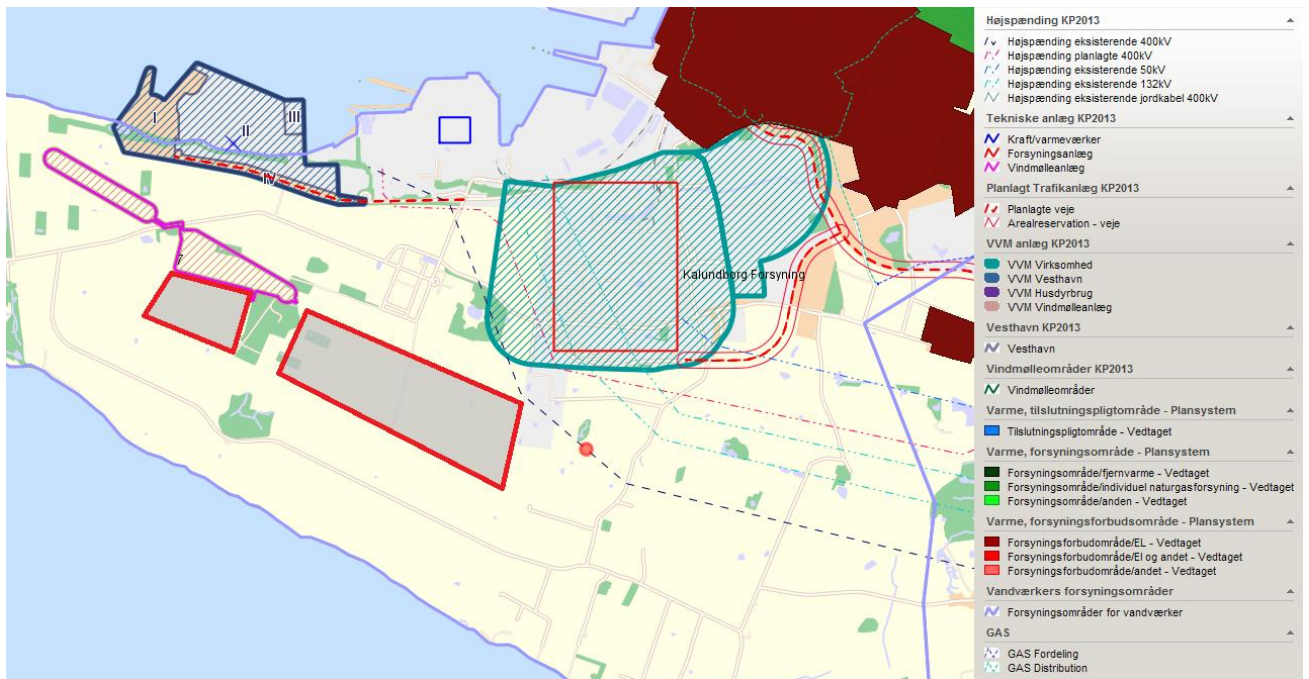 I
II
III
IV
7
Kalundborg Forsyning
Højspænding KP2013
Højspænding eksisterende 400kV
Højspænding planlagte 400kV
Højspænding eksisterende 50kV
Højspænding eksisterende 132kV
Højspænding eksisterende jordkabel 400kV
Tekniske anlæg KP2013
Kraft/varmeværker
Forsyningsanlæg
Vindmølleanlæg
Planlagt Trafikanlæg KP2013
Planlagte veje
Arealreservation - veje
VVM anlæg KP2013
VVM Virksomhed
VVM Vesthavn
VVM Husdyrbrug
VVM Vindmølleanlæg
Vesthavn KP2013
Vesthavn
Vindmølleområder KP2013
Vindmølleområder
Varme, tilslutningspligtområde - Plansystem
Tilslutningspligtområde - Vedtaget
Varme, forsyningsområde - Plansystem
Forsyningsområde/fjernvarme - Vedtaget
Forsyningsområde/individuel naturgasforsyning - Vedtaget
Forsyningsområde/anden - Vedtaget
Varme, forsyningsforbudsområde - Plansystem
Forsyningsforbudområde/EL - Vedtaget
Forsyningsforbudområde/El og andet - Vedtaget
Forsyningsforbudområde/andet - Vedtaget
Vandværkers forsyningsområder
Forsyningsområder for vandværker
GAS
GAS Fordeling
GAS Distribution